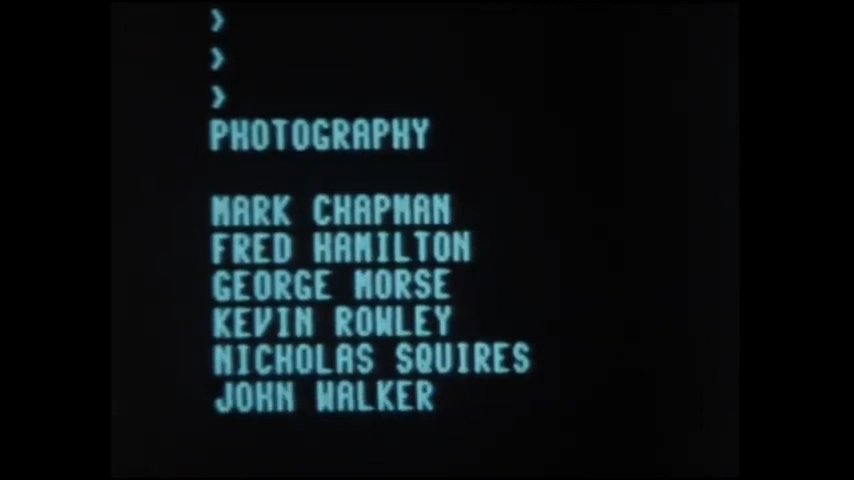 >
>
>
PHOTOGRAPHY
MARK CHAPMAN
FRED HAMILTON
GEORGE MORSE
KEVIN ROWLEY
NICHOLAS SQUIRES
JOHN WALKER